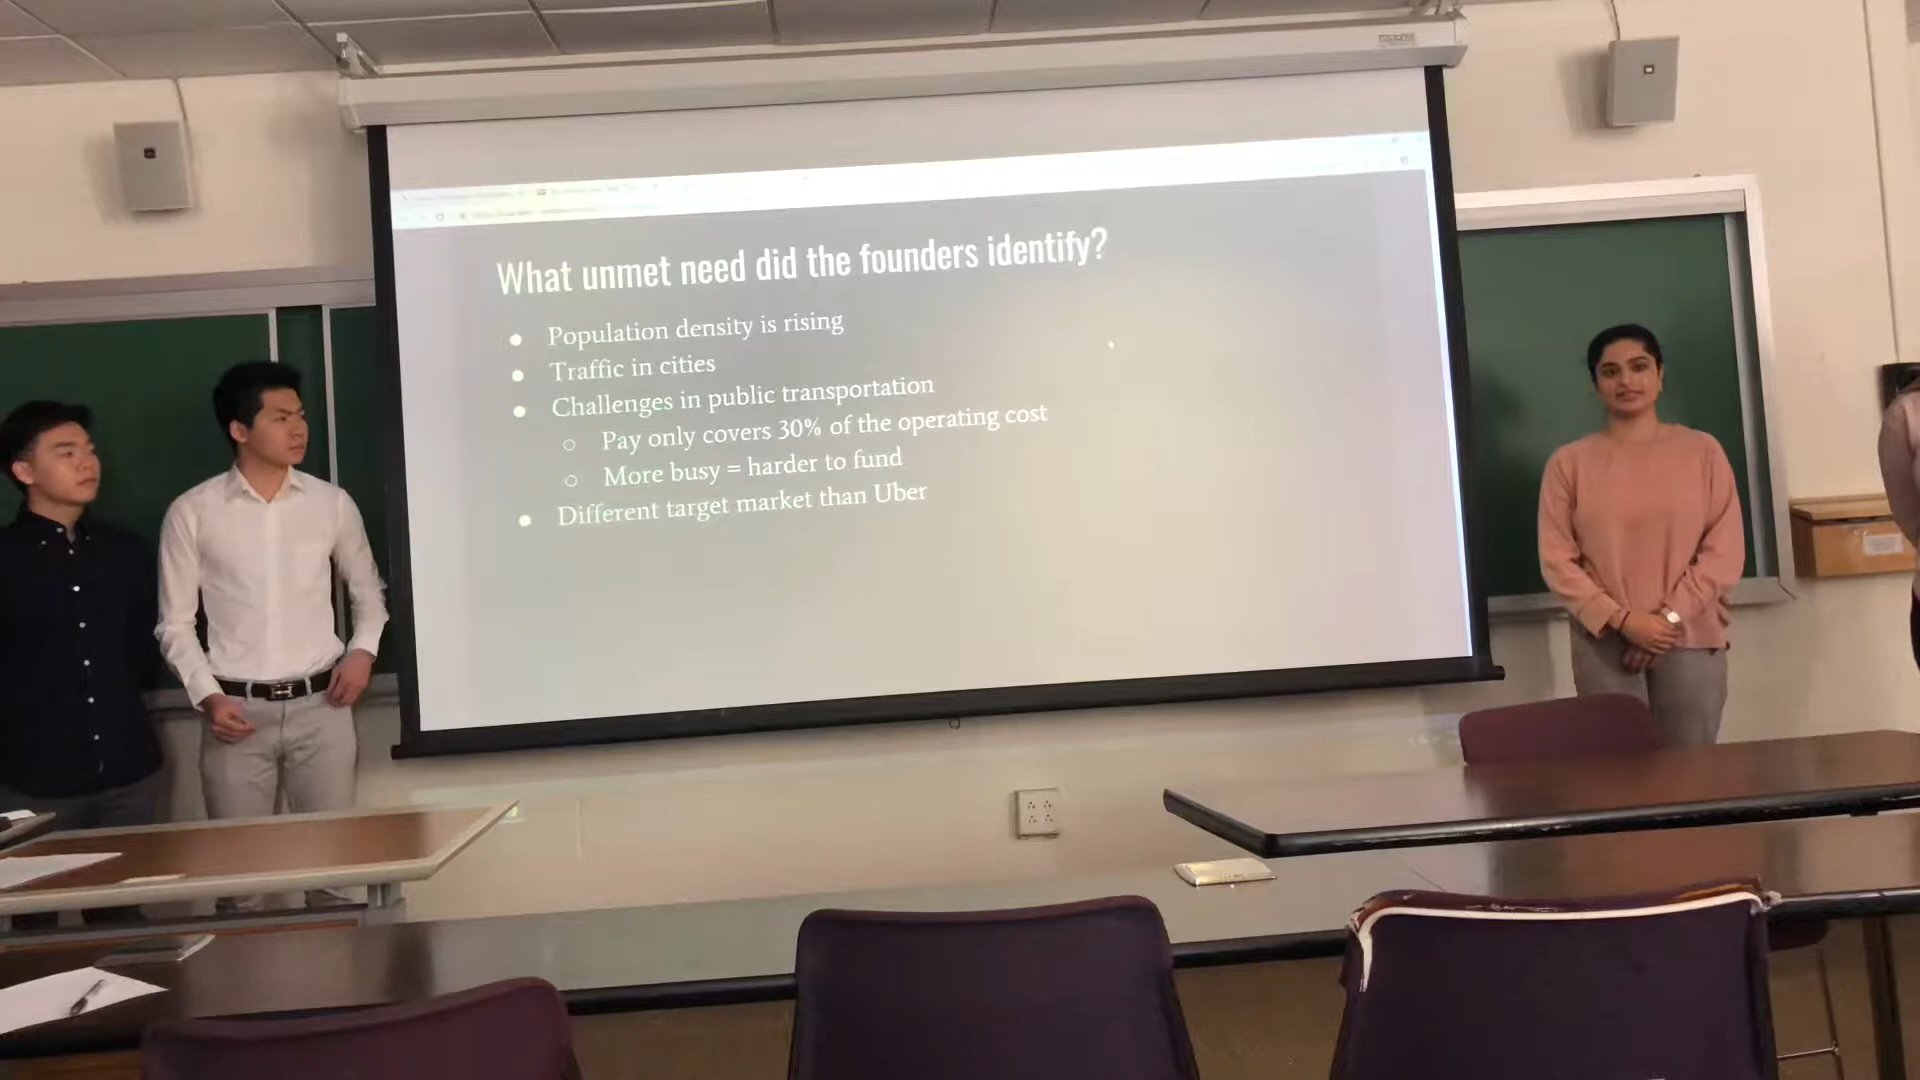 What unmet need did the founders identify?
● Population density is rising
● Traffic in cities
● Challenges in public transportation
○ Pay only covers 30% of the operating cost
○ More busy = harder to fund
● Different target market than Uber